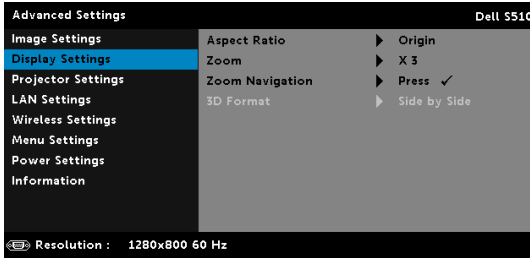 Advanced Settings Dell S510
Image Settings
Display Settings
Projector Settings
LAN Settings
Wireless Settings
Menu Settings
Power Settings
Information
Aspect Ratio Origin
Zoom X 3
Zoom Navigation Press ✓
3D Format Side by Side
Resolution : 1280x800 60 Hz